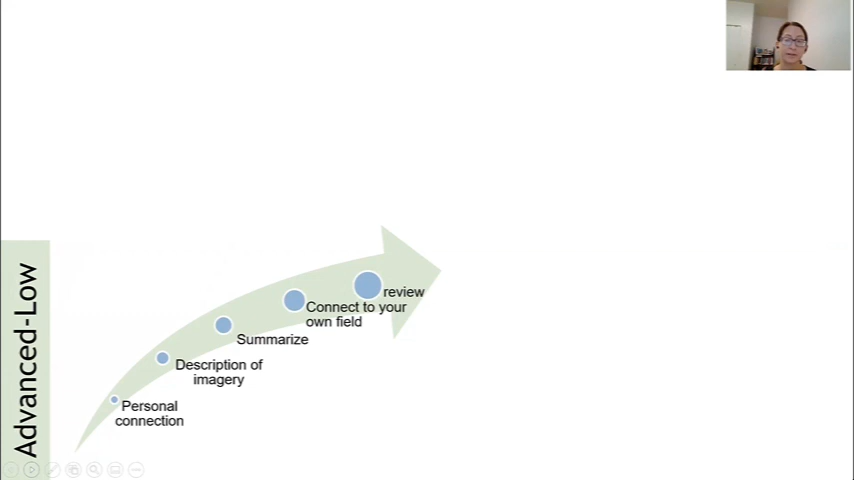 Advanced-Low
Personal
connection
Description of
imagery
Summarize
Connect to your
own field
review